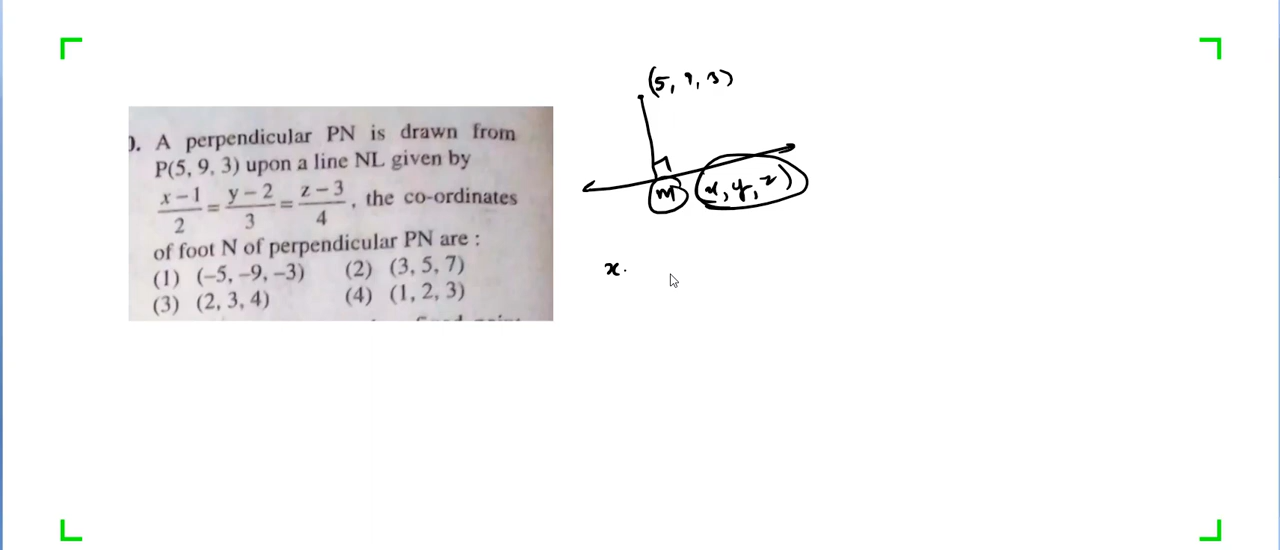 0. A perpendicular PN is drawn from
P(5, 9, 3) upon a line NL given by
x – 1 / 2 = y – 2 / 3 = z – 3 / 4 , the co-ordinates
of foot N of perpendicular PN are :
(1) (–5, –9, –3) (2) (3, 5, 7)
(3) (2, 3, 4) (4) (1, 2, 3)
(5, 9, 3)
m (x, y, z)
x.